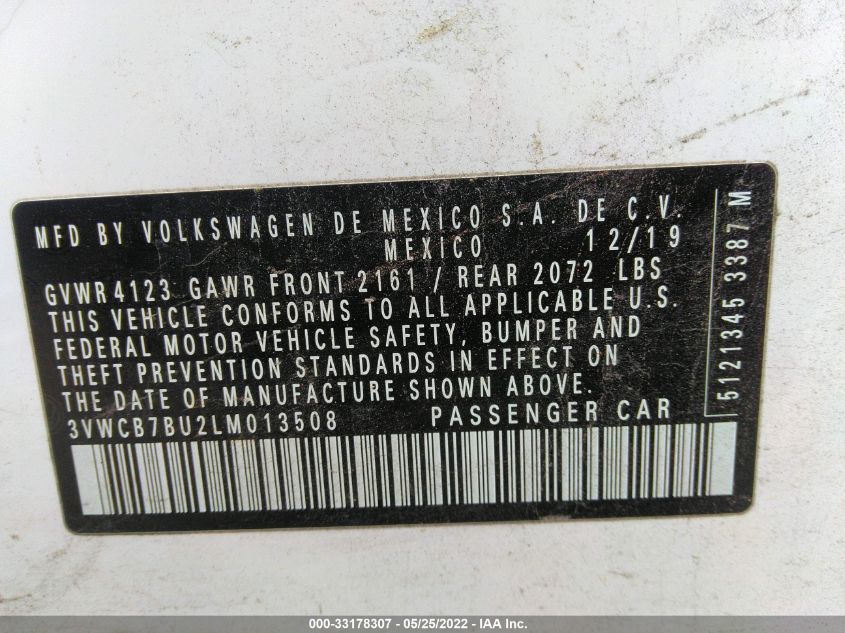 MFD BY VOLKSWAGEN DE MEXICO S.A. DE C.V.
MEXICO 12/19
GVWR 4123 GAWR FRONT 2161 / REAR 2072 LBS
THIS VEHICLE CONFORMS TO ALL APPLICABLE U.S.
FEDERAL MOTOR VEHICLE SAFETY, BUMPER AND
THEFT PREVENTION STANDARDS IN EFFECT ON
THE DATE OF MANUFACTURE SHOWN ABOVE.
3VWCB7BU2LM013508 PASSENGER CAR
5121345 3387 M
000-33178307 - 05/25/2022 - IAA Inc.